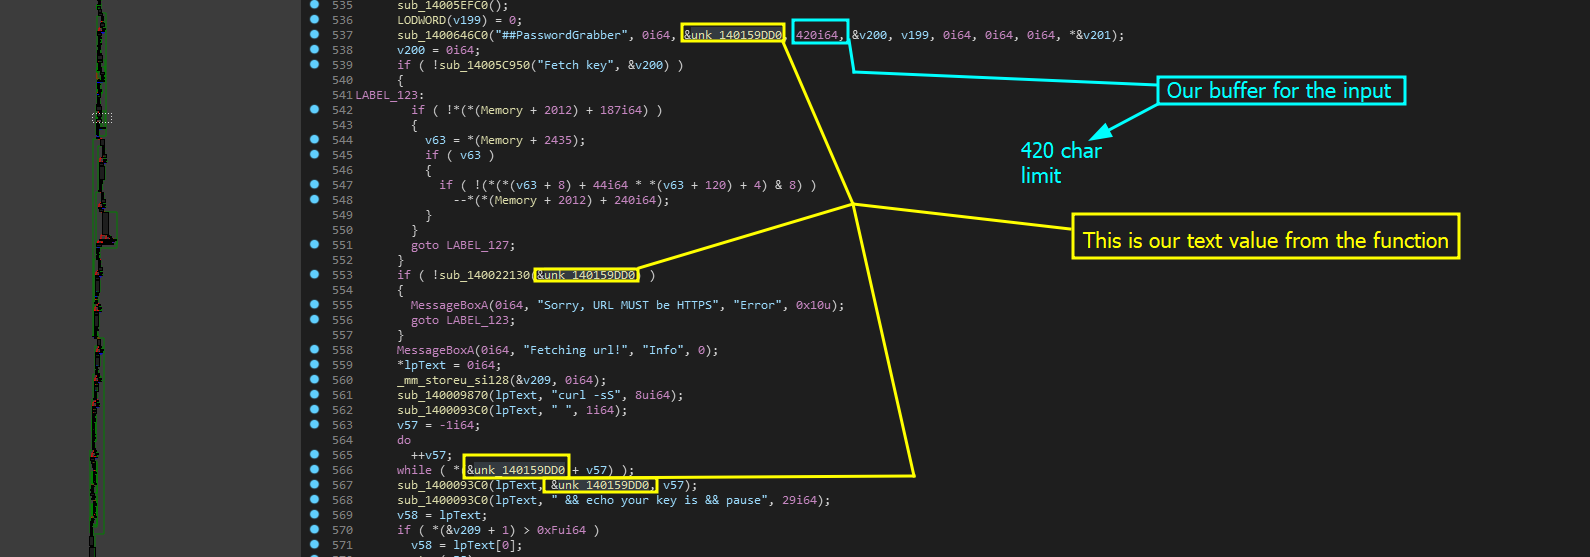 535 sub_14005EFC0();
536 LODWORD(v199) = 0;
537 sub_1400646C0("##PasswordGrabber", 0i64, &unk_140159DD0, 420i64, &v200, v199, 0i64, 0i64, 0i64, *&v201);
538 v200 = 0i64;
539 if ( !sub_14005C950("Fetch key", &v200) )
540 {
541 LABEL_123:
Our buffer for the input
542 if ( !*(*(Memory + 2012) + 187i64) )
543 {
544 v63 = *(Memory + 2435);
545 if ( v63 )
420 char
limit
546 {
547 if ( !(*(*(v63 + 8) + 44i64 * *(v63 + 120) + 4) & 8) )
548 --*(*(Memory + 2012) + 240i64);
549 }
550 }
This is our text value from the function
551 goto LABEL_127;
552 }
553 if ( !sub_140022130(&unk_140159DD0) )
554 {
555 MessageBoxA(0i64, "Sorry, URL MUST be HTTPS", "Error", 0x10u);
556 goto LABEL_123;
557 }
558 MessageBoxA(0i64, "Fetching url!", "Info", 0);
559 *lpText = 0i64;
560 _mm_storeu_si128(&v209, 0i64);
561 sub_140009870(lpText, "curl -sS", 8ui64);
562 sub_1400093C0(lpText, " ", 1i64);
563 v57 = -1i64;
564 do
565 ++v57;
566 while ( *(&unk_140159DD0 + v57) );
567 sub_1400093C0(lpText, &unk_140159DD0, v57);
568 sub_1400093C0(lpText, " && echo your key is && pause", 29i64);
569 v58 = lpText;
570 if ( *(&v209 + 1) > 0xFui64 )
571 v58 = lpText[0];